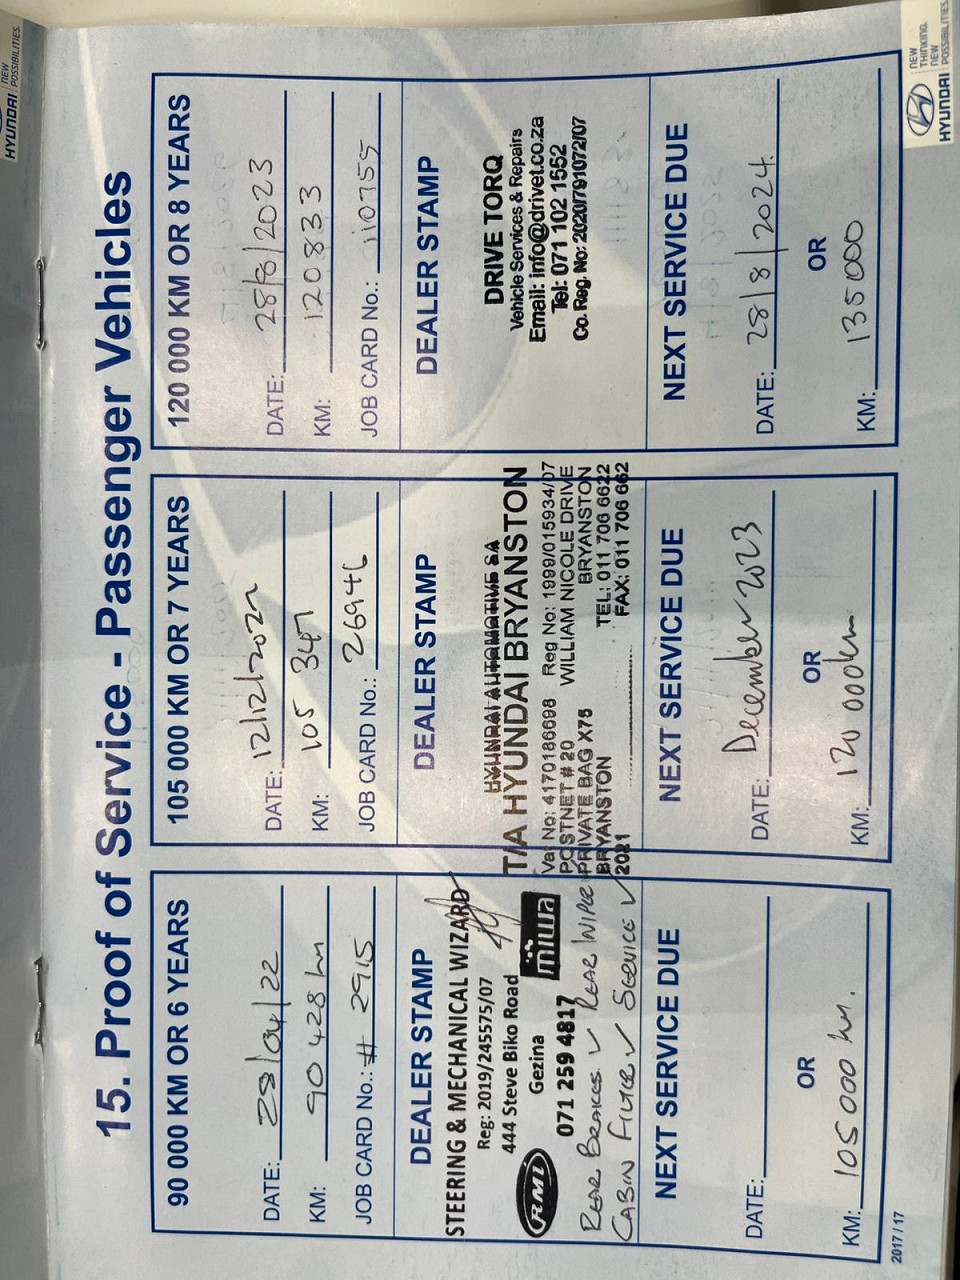 15. Proof of Service - Passenger Vehicles
90 000 KM OR 6 YEARS
DATE: 28/04/22
KM: 90 428 km
JOB CARD No.: # 2915
DEALER STAMP
STEERING & MECHANICAL WIZARD
Reg: 2019/245575/07
444 Steve Biko Road
Gezina
RMI
miwa
071 259 4817
REAR BRAKES ✓ REAR WIPER
CABIN FILTER ✓ SERVICE ✓
NEXT SERVICE DUE
DATE:
OR
KM: 105 000 km.
105 000 KM OR 7 YEARS
DATE: 12/12/2022
KM: 105 347
JOB CARD No.: 26946
DEALER STAMP
HYUNDAI AUTOMOTIVE SA
T/A HYUNDAI BRYANSTON
Vat No: 4170186698 Reg No: 1999/015934/07
POSTNET # 20 WILLIAM NICOLE DRIVE
PRIVATE BAG X75 BRYANSTON
BRYANSTON TEL: 011 706 6622
2021 FAX: 011 706 662
NEXT SERVICE DUE
DATE: December 2023
OR
KM: 120 000km
120 000 KM OR 8 YEARS
DATE: 28/8/2023
KM: 120833
JOB CARD No.: 110755
DEALER STAMP
DRIVE TORQ
Vehicle Services & Repairs
Email: info@drivet.co.za
Tel: 071 102 1552
Co. Reg. No: 2020/791072/07
NEXT SERVICE DUE
DATE: 28/8/2024.
OR
KM: 135000
2017 / 17
HYUNDAI
NEW THINKING.
NEW POSSIBILITIES.
HYUNDAI
NEW
POSSIBILITIES.